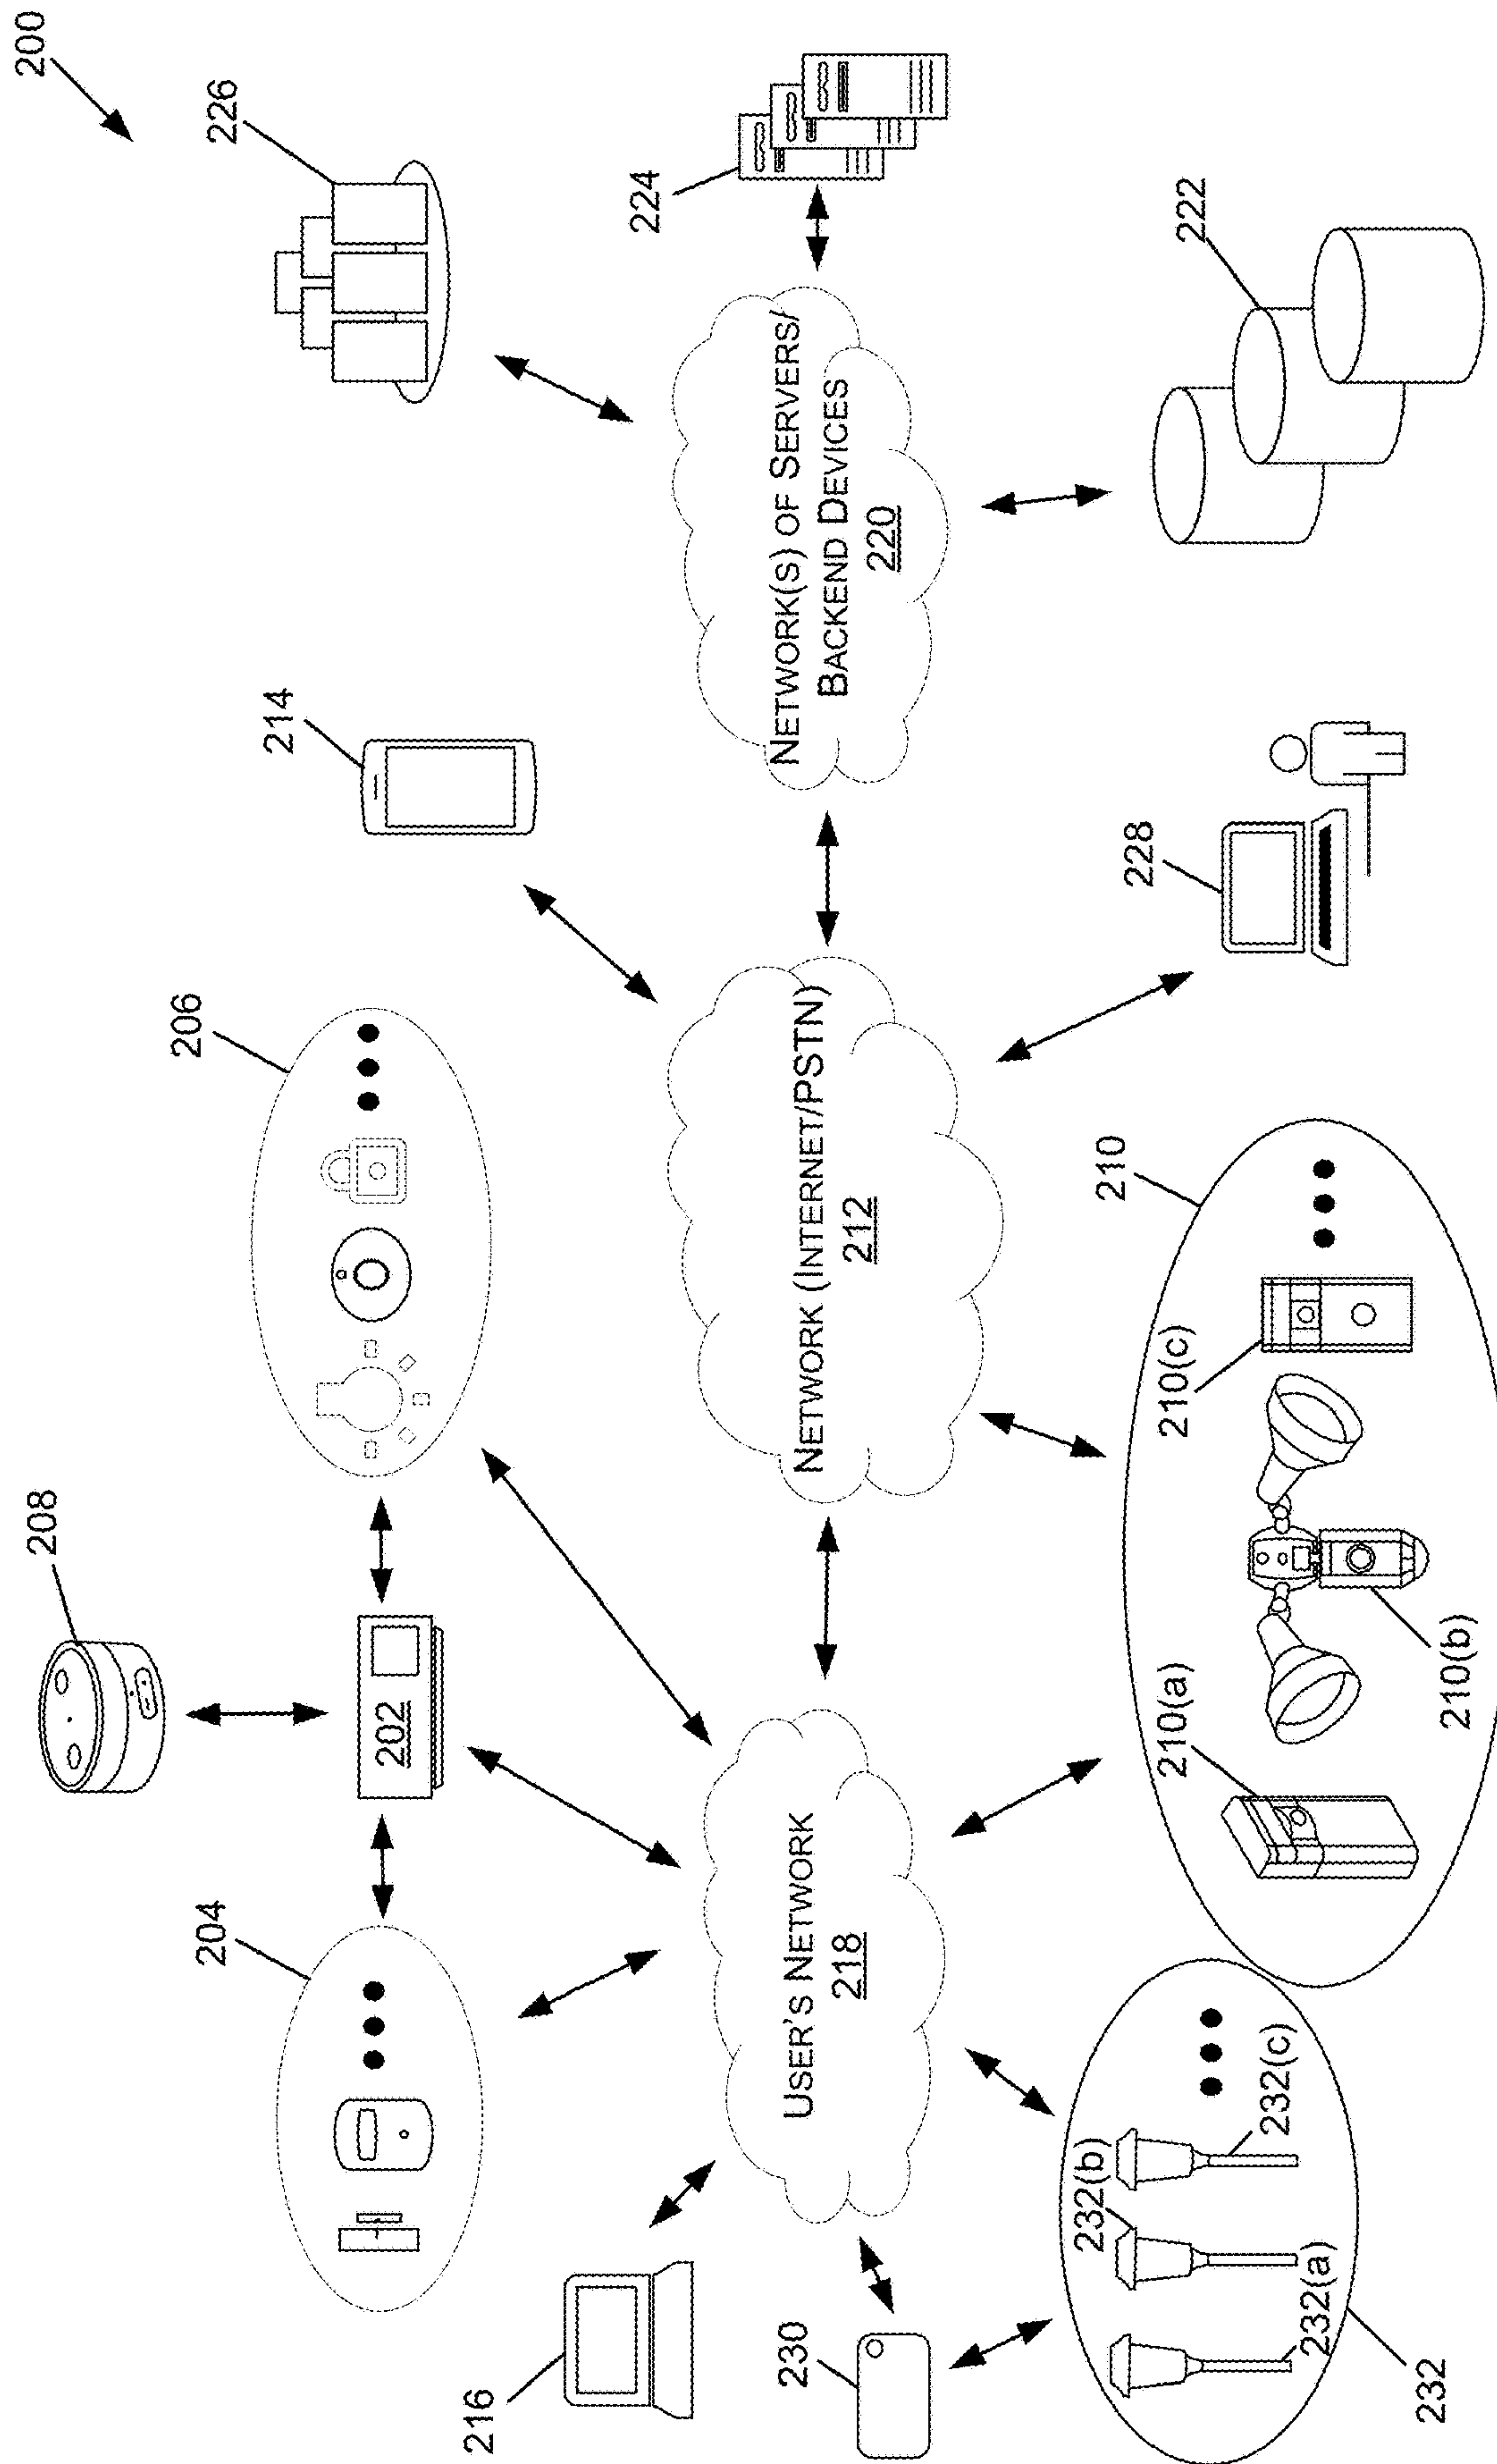 200
226
224
222
NETWORK(S) OF SERVERS/
BACKEND DEVICES
220
214
228
206
NETWORK (INTERNET/PSTN)
212
210
210(c)
210(b)
210(a)
208
202
204
USER'S NETWORK
218
216
230
232(b)
232(c)
232(a)
232